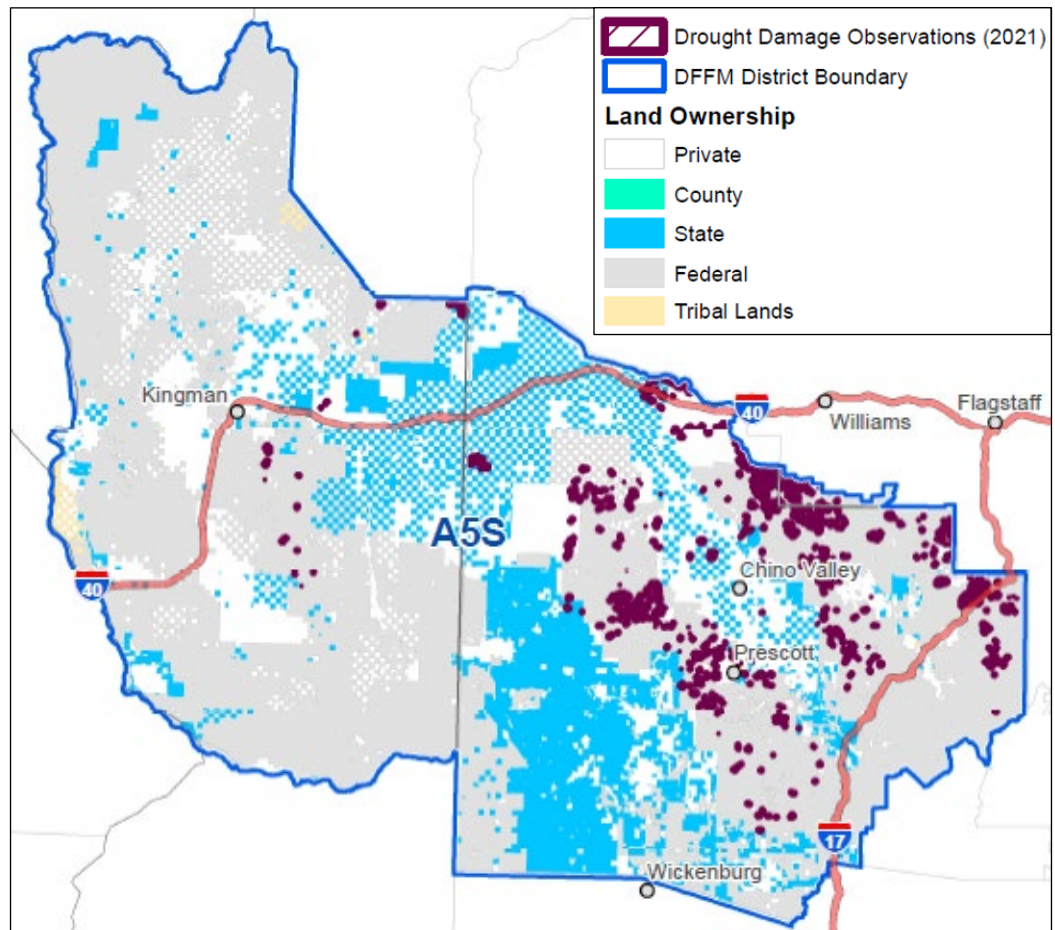 Drought Damage Observations (2021)
DFFM District Boundary
Land Ownership
Private
County
State
Federal
Tribal Lands
Kingman
40
Williams
Flagstaff
A5S
40
Chino Valley
Prescott
17
Wickenburg